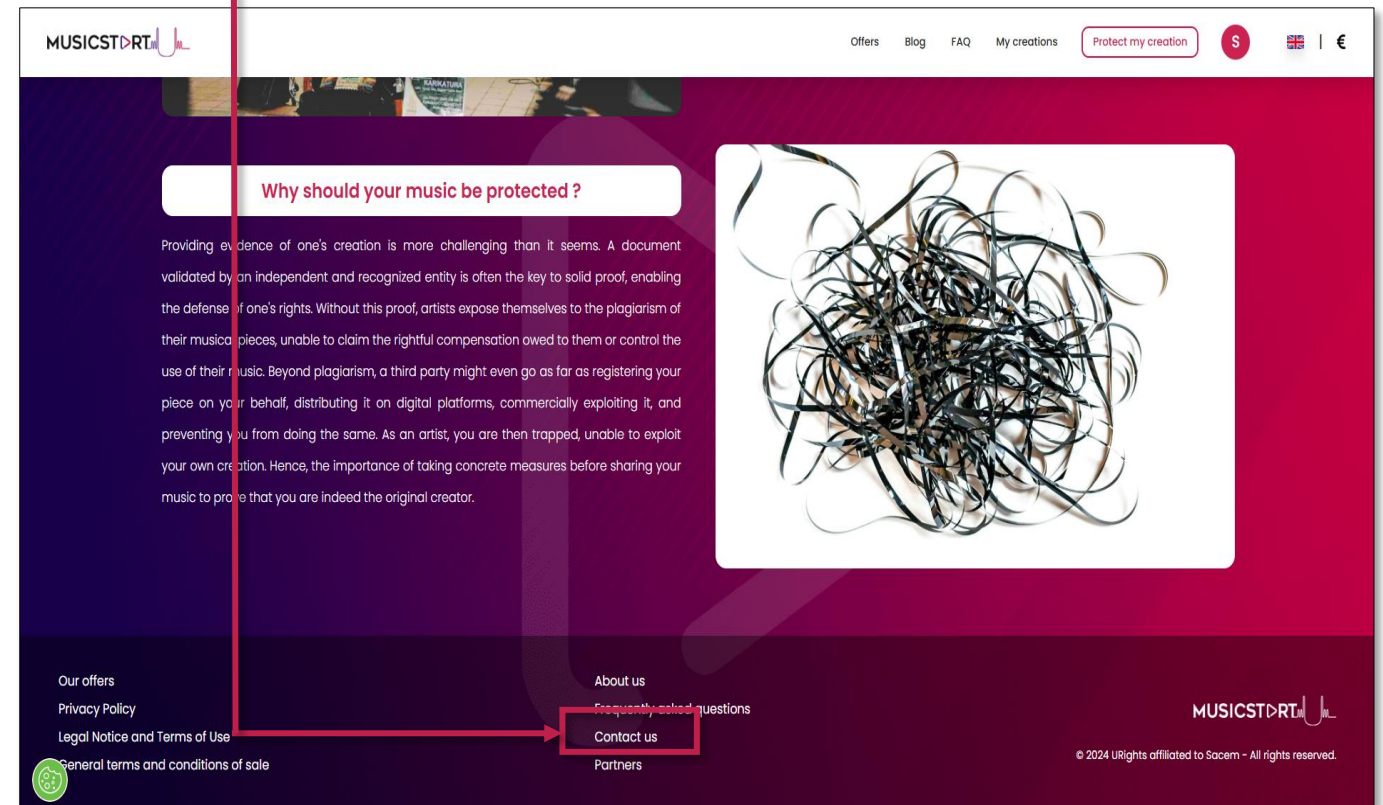 MUSICSTART
Offers Blog FAQ My creations Protect my creation S | €
KARIKATURA
Why should your music be protected ?
Providing evidence of one's creation is more challenging than it seems. A document
validated by an independent and recognized entity is often the key to solid proof, enabling
the defense of one's rights. Without this proof, artists expose themselves to the plagiarism of
their musical pieces, unable to claim the rightful compensation owed to them or control the
use of their music. Beyond plagiarism, a third party might even go as far as registering your
piece on your behalf, distributing it on digital platforms, commercially exploiting it, and
preventing you from doing the same. As an artist, you are then trapped, unable to exploit
your own creation. Hence, the importance of taking concrete measures before sharing your
music to prove that you are indeed the original creator.
Our offers
Privacy Policy
Legal Notice and Terms of Use
General terms and conditions of sale
About us
Frequently asked questions
Contact us
Partners
MUSICSTART
© 2024 URights affiliated to Sacem - All rights reserved.